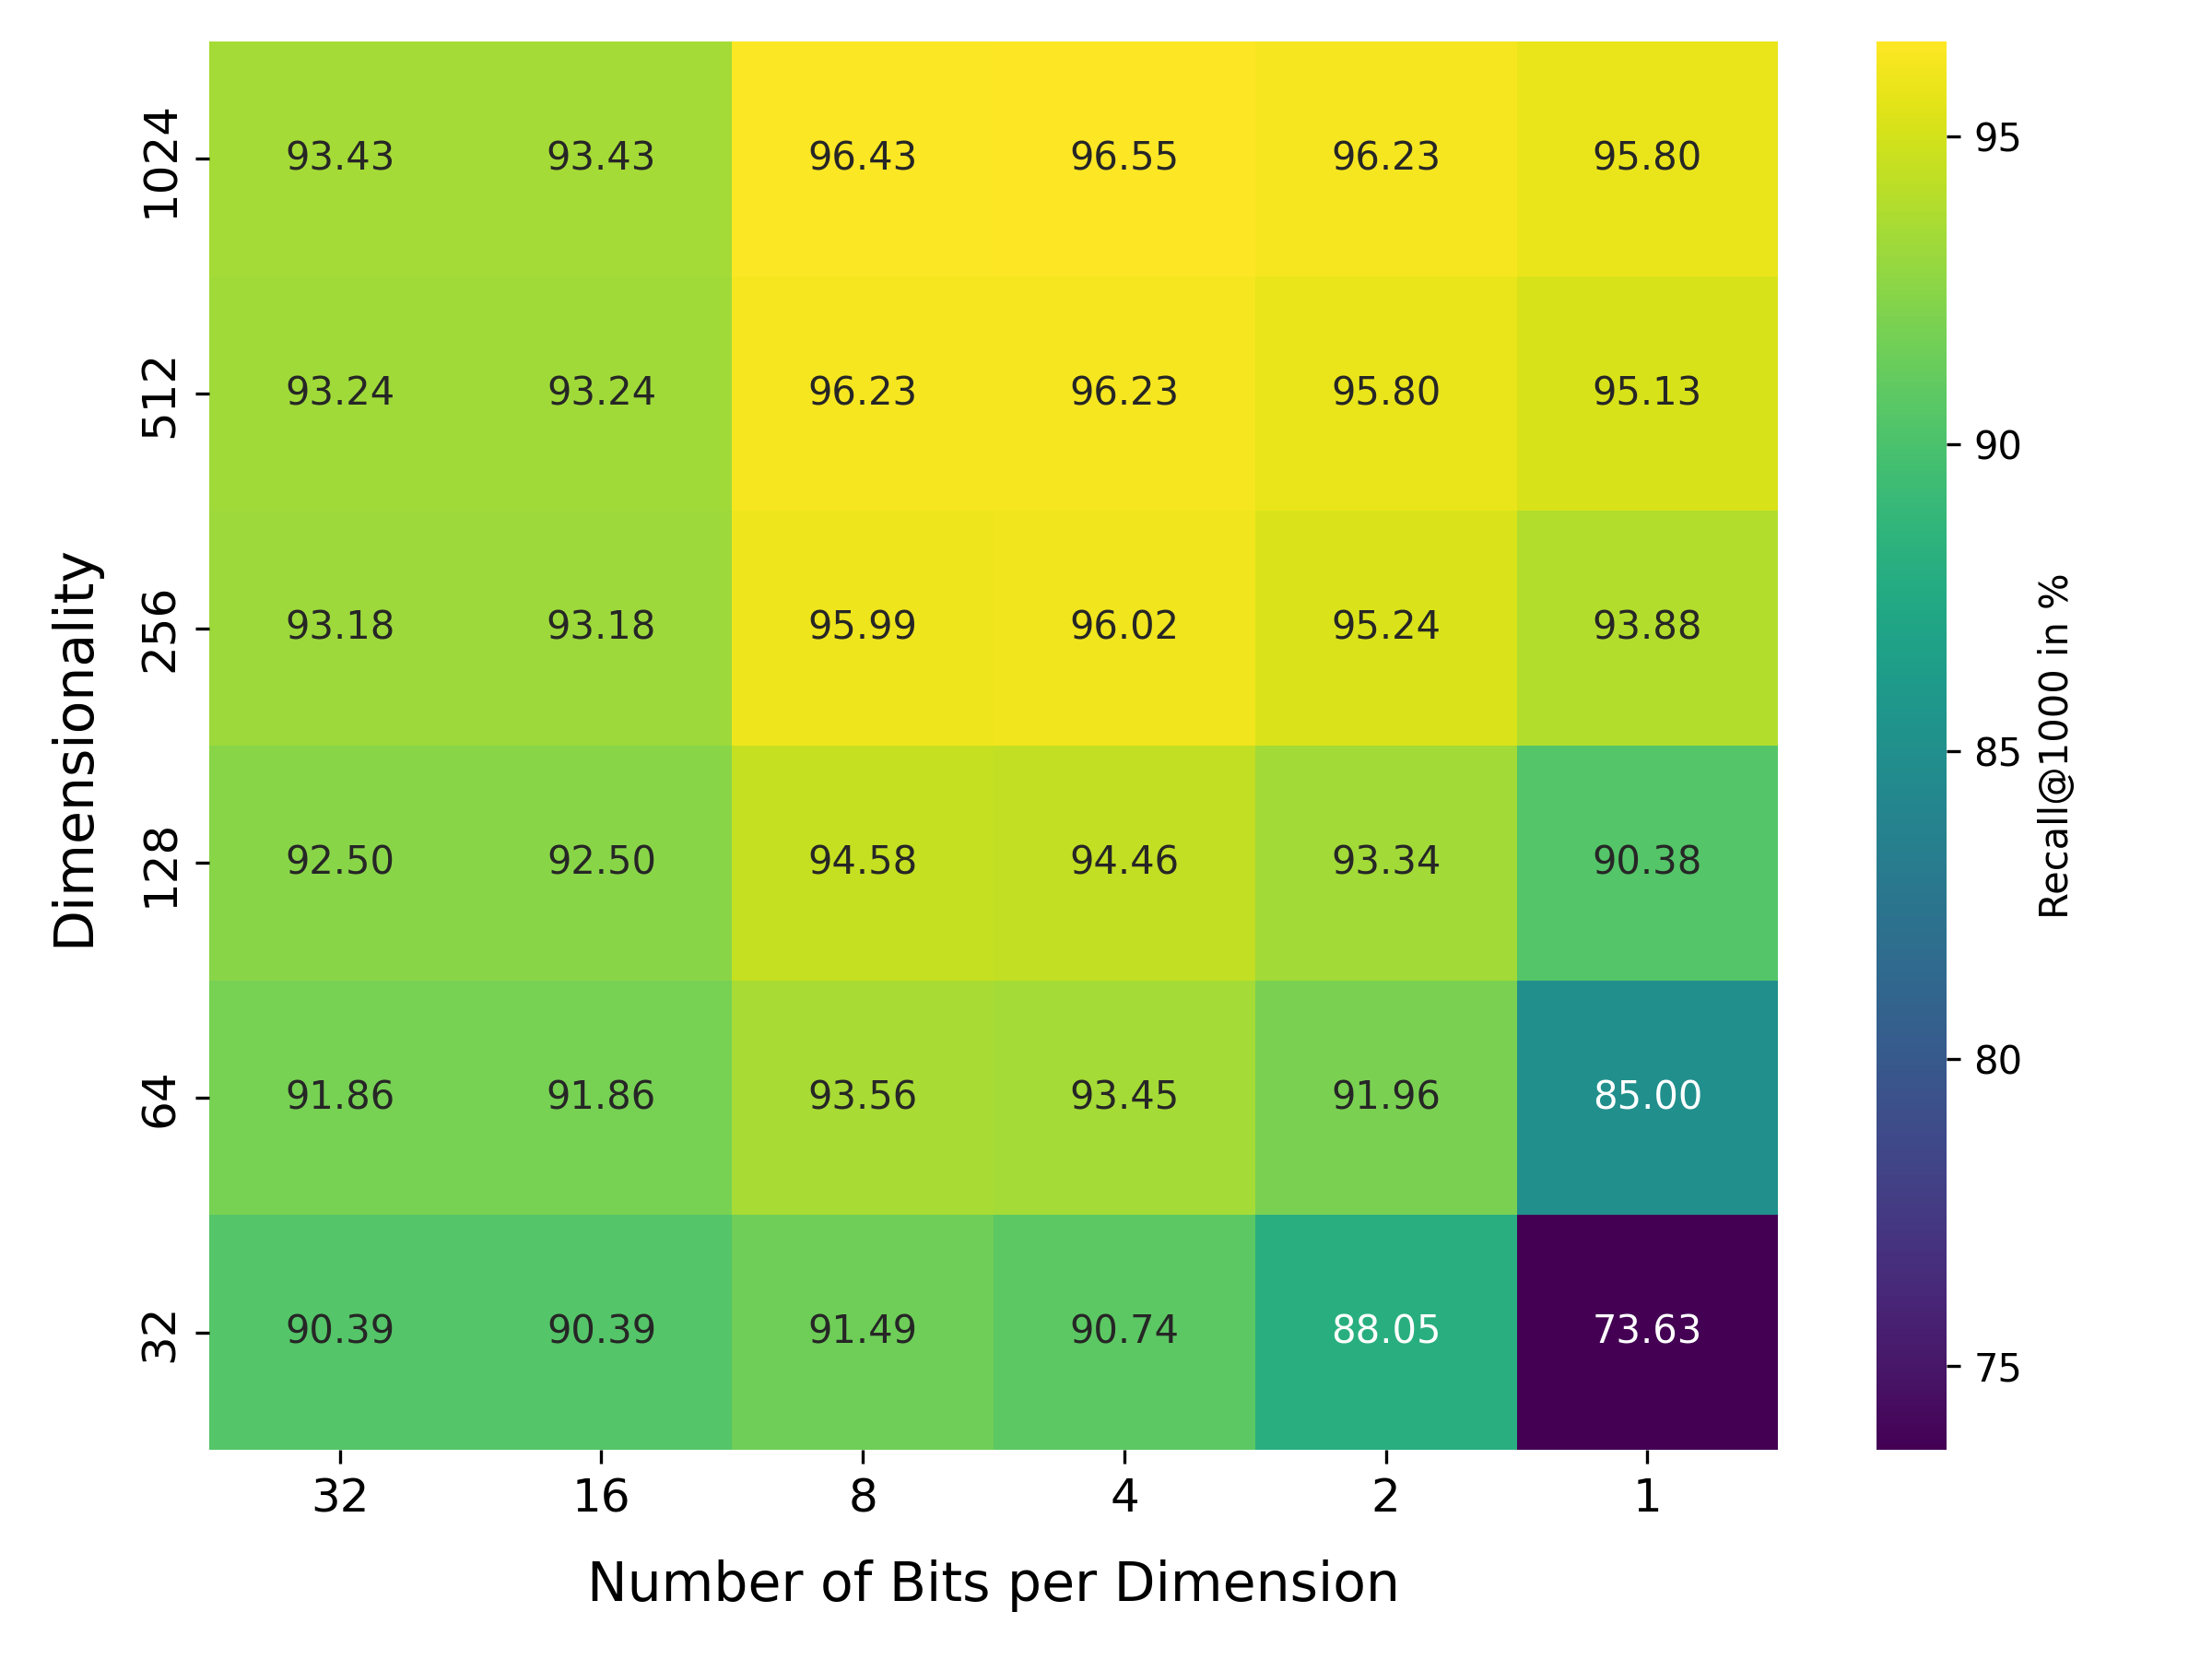 1024 93.43 93.43 96.43 96.55 96.23 95.80
512 93.24 93.24 96.23 96.23 95.80 95.13
256 93.18 93.18 95.99 96.02 95.24 93.88
128 92.50 92.50 94.58 94.46 93.34 90.38
64 91.86 91.86 93.56 93.45 91.96 85.00
32 90.39 90.39 91.49 90.74 88.05 73.63
32 16 8 4 2 1
Number of Bits per Dimension
Dimensionality
95
90
85
80
75
Recall@1000 in %